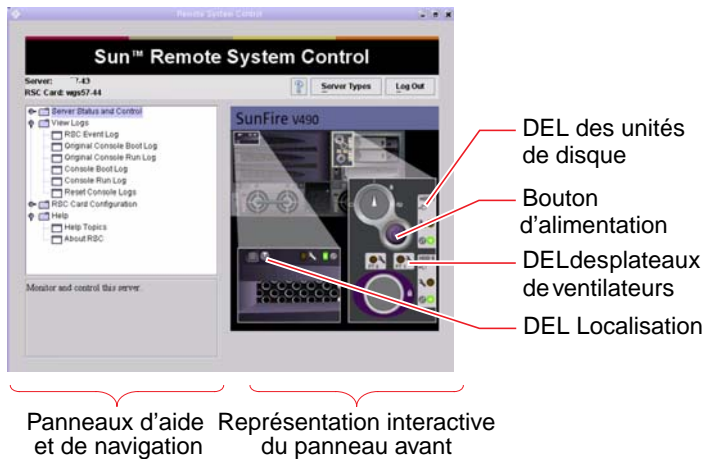 Remote System Control
Sun™ Remote System Control
Server: 7-43
RSC Card: wgs57-44
Server Types
Log Out
Server Status and Control
View Logs
RSC Event Log
Original Console Boot Log
Original Console Run Log
Console Boot Log
Console Run Log
Reset Console Logs
RSC Card Configuration
Help
Help Topics
About RSC
Monitor and control this server.
SunFire V490
DEL des unités
de disque
Bouton
d'alimentation
DELdesplateaux
deventilateurs
DEL Localisation
Panneaux d'aide
et de navigation
Représentation interactive
du panneau avant